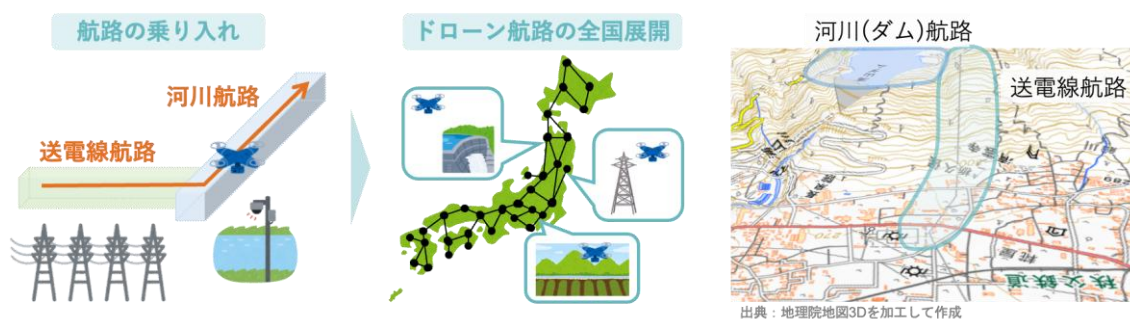 航路の乗り入れ
河川航路
送電線航路
ドローン航路の全国展開
河川(ダム)航路
送電線航路
秩父鉄道
出典：地理院地図3Dを加工して作成